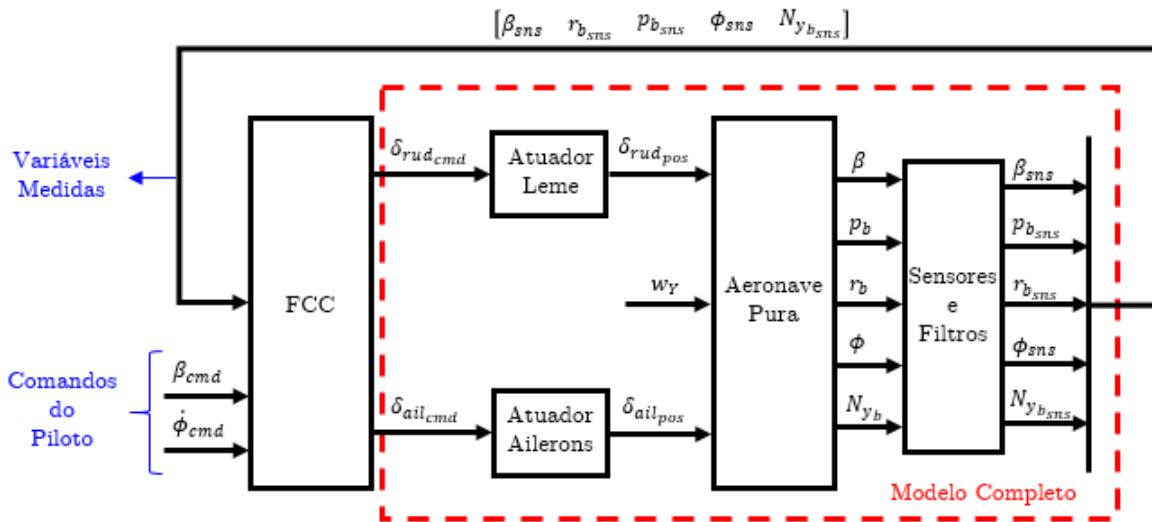 [β_sns r_b_sns p_b_sns ϕ_sns N_y_b_sns]
Variáveis
Medidas
Comandos
do
Piloto
β_cmd
ϕ̇_cmd
FCC
δ_rud_cmd
Atuador
Leme
δ_rud_pos
w_Y
δ_ail_cmd
Atuador
Ailerons
δ_ail_pos
Aeronave
Pura
β
p_b
r_b
ϕ
N_y_b
Sensores
e
Filtros
β_sns
p_b_sns
r_b_sns
ϕ_sns
N_y_b_sns
Modelo Completo